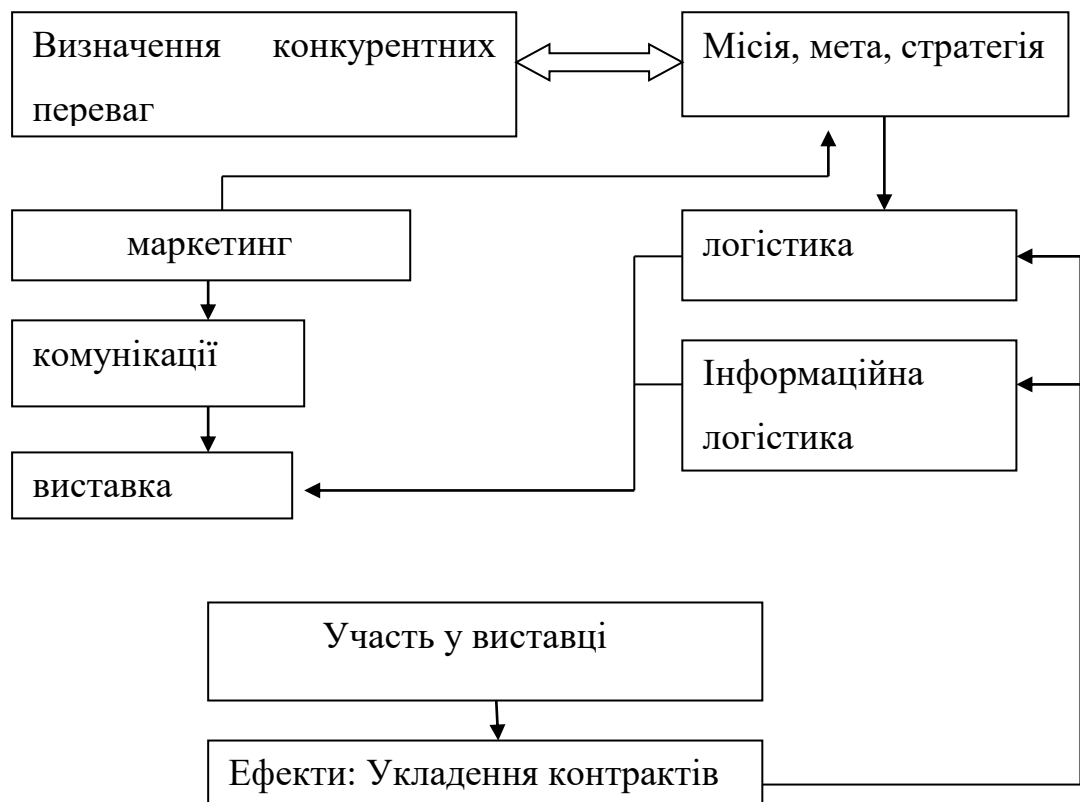 Визначення конкурентних
переваг
Місія, мета, стратегія
маркетинг
логістика
комунікації
Інформаційна
логістика
виставка
Участь у виставці
Ефекти: Укладення контрактів